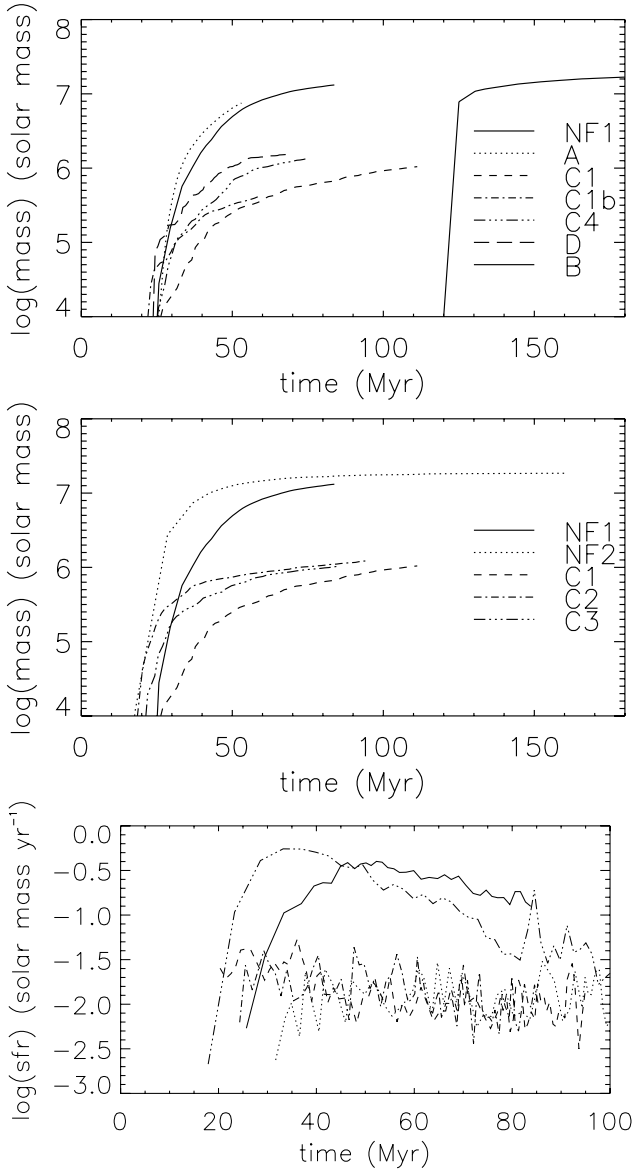 8
7
6
5
4
log(mass) (solar mass)
NF1
A
C1
C1b
C4
D
B
0 50 100 150
time (Myr)
8
7
6
5
4
log(mass) (solar mass)
NF1
NF2
C1
C2
C3
0 50 100 150
time (Myr)
0.0
-0.5
-1.0
-1.5
-2.0
-2.5
-3.0
log(sfr) (solar mass yr⁻¹)
0 20 40 60 80 100
time (Myr)